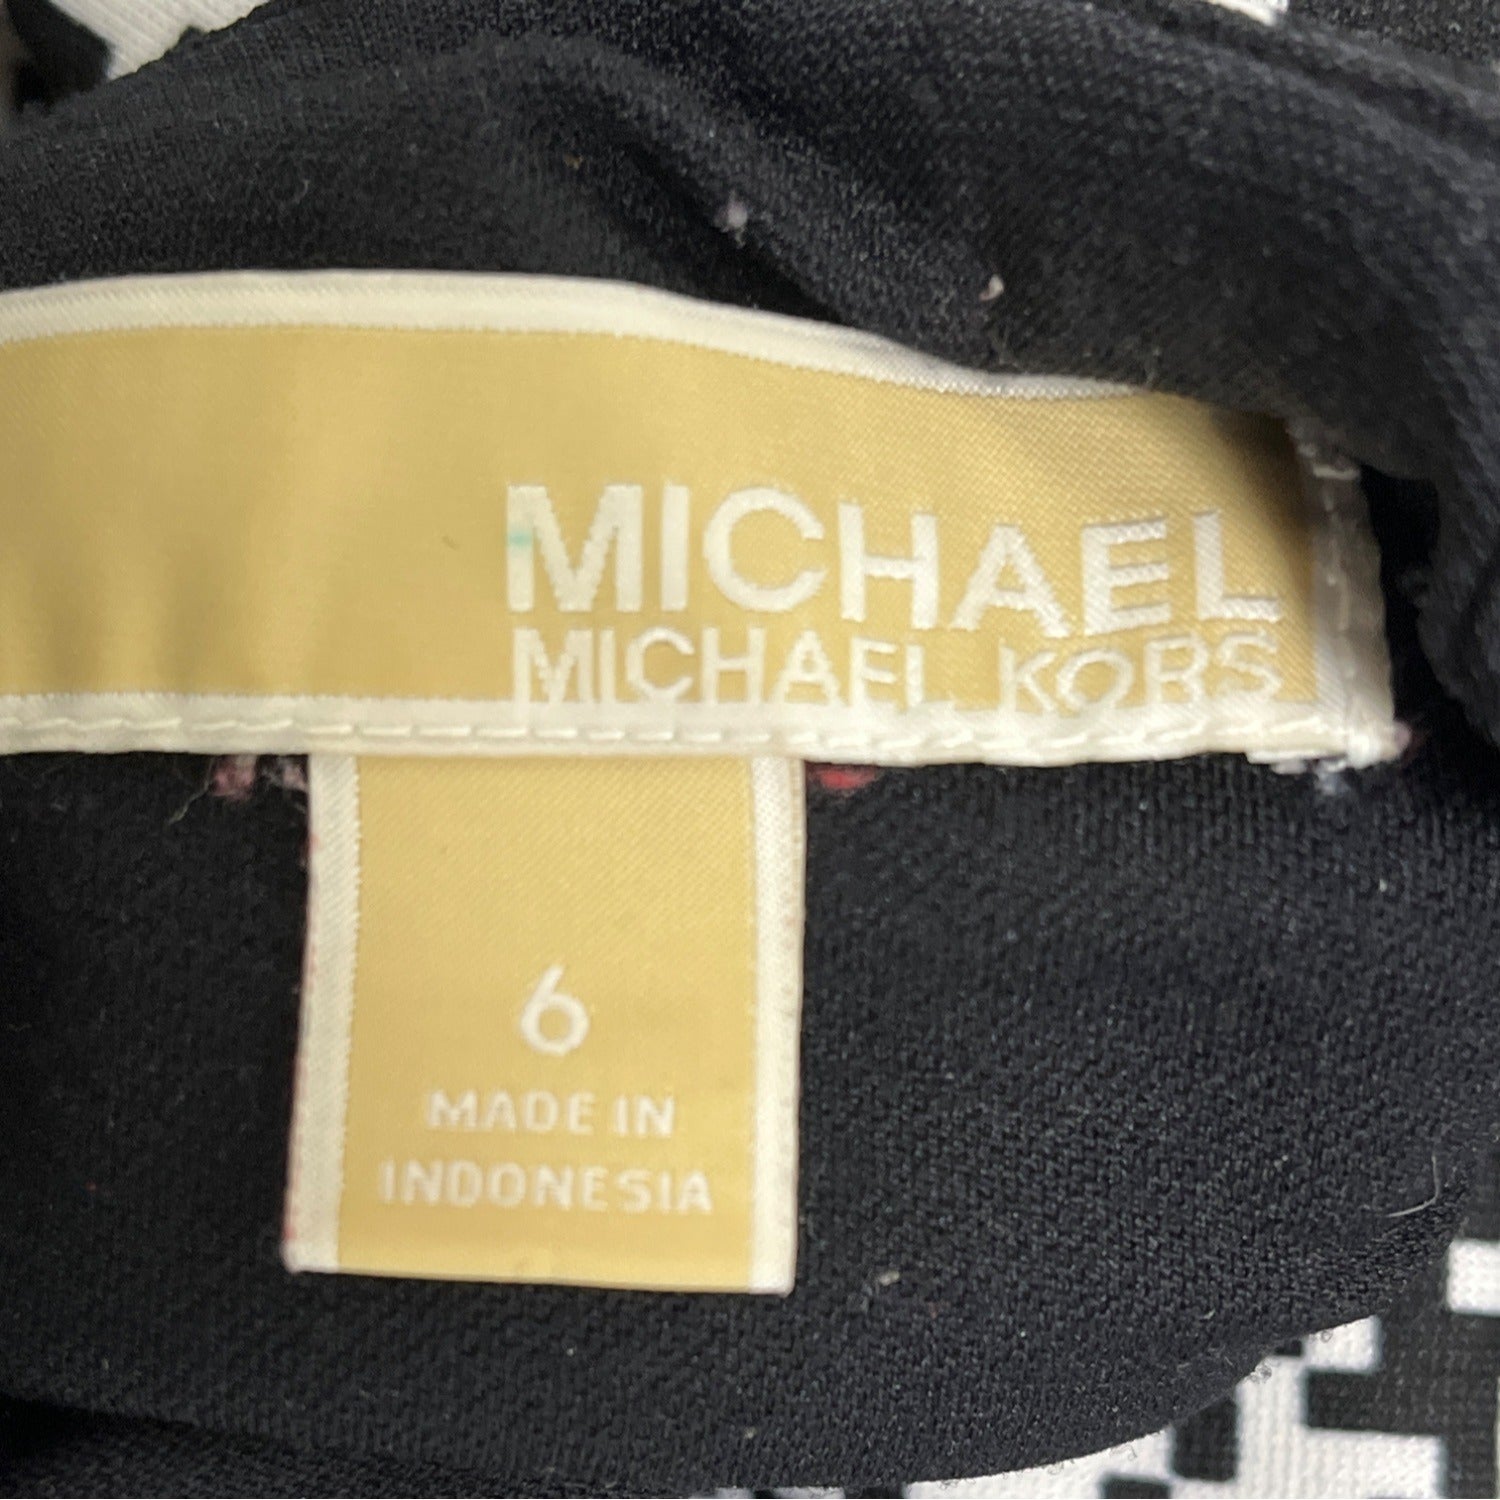 MICHAEL
MICHAEL KORS
6
MADE IN
INDONESIA